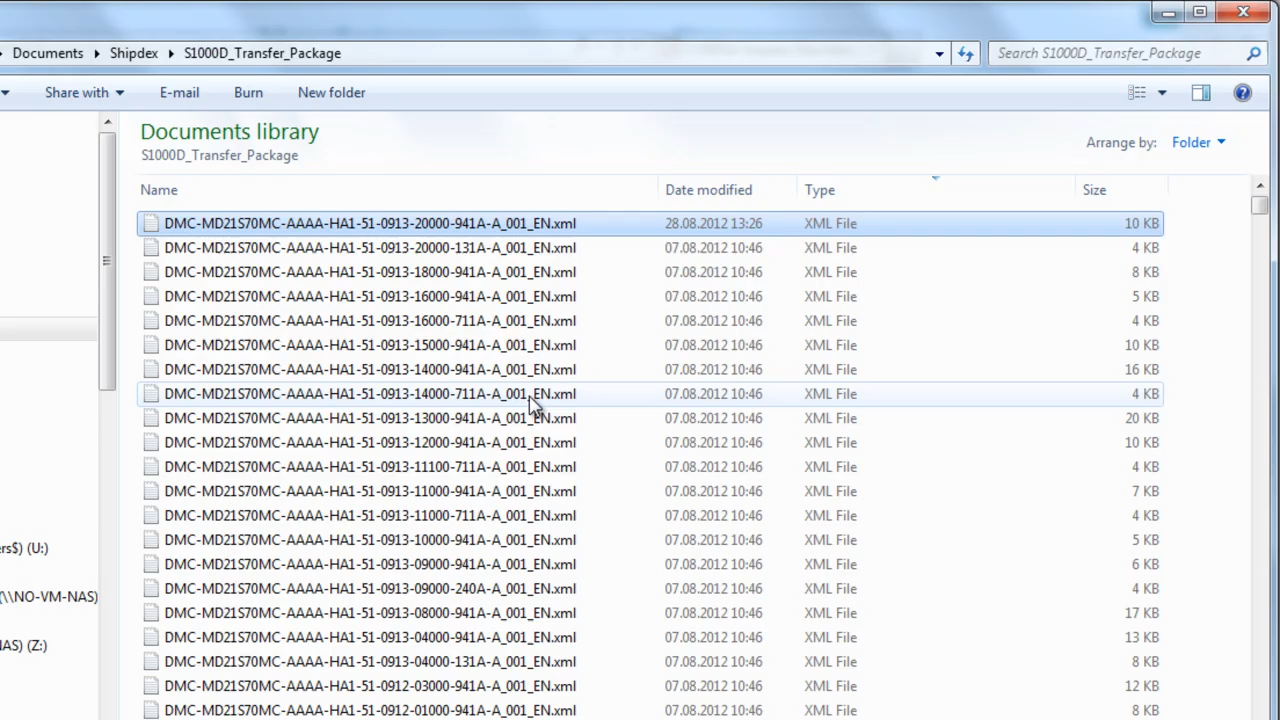 Documents Shipdex S1000D_Transfer_Package Search S1000D_Transfer_Package
Share with E-mail Burn New folder
Documents library
S1000D_Transfer_Package
Arrange by: Folder
Name Date modified Type Size
DMC-MD21S70MC-AAAA-HA1-51-0913-20000-941A-A_001_EN.xml 28.08.2012 13:26 XML File 10 KB
DMC-MD21S70MC-AAAA-HA1-51-0913-20000-131A-A_001_EN.xml 07.08.2012 10:46 XML File 4 KB
DMC-MD21S70MC-AAAA-HA1-51-0913-18000-941A-A_001_EN.xml 07.08.2012 10:46 XML File 8 KB
DMC-MD21S70MC-AAAA-HA1-51-0913-16000-941A-A_001_EN.xml 07.08.2012 10:46 XML File 5 KB
DMC-MD21S70MC-AAAA-HA1-51-0913-16000-711A-A_001_EN.xml 07.08.2012 10:46 XML File 4 KB
DMC-MD21S70MC-AAAA-HA1-51-0913-15000-941A-A_001_EN.xml 07.08.2012 10:46 XML File 10 KB
DMC-MD21S70MC-AAAA-HA1-51-0913-14000-941A-A_001_EN.xml 07.08.2012 10:46 XML File 16 KB
DMC-MD21S70MC-AAAA-HA1-51-0913-14000-711A-A_001_EN.xml 07.08.2012 10:46 XML File 4 KB
DMC-MD21S70MC-AAAA-HA1-51-0913-13000-941A-A_001_EN.xml 07.08.2012 10:46 XML File 20 KB
DMC-MD21S70MC-AAAA-HA1-51-0913-12000-941A-A_001_EN.xml 07.08.2012 10:46 XML File 10 KB
DMC-MD21S70MC-AAAA-HA1-51-0913-11100-711A-A_001_EN.xml 07.08.2012 10:46 XML File 4 KB
DMC-MD21S70MC-AAAA-HA1-51-0913-11000-941A-A_001_EN.xml 07.08.2012 10:46 XML File 7 KB
DMC-MD21S70MC-AAAA-HA1-51-0913-11000-711A-A_001_EN.xml 07.08.2012 10:46 XML File 4 KB
DMC-MD21S70MC-AAAA-HA1-51-0913-10000-941A-A_001_EN.xml 07.08.2012 10:46 XML File 5 KB
ers$) (U:)
DMC-MD21S70MC-AAAA-HA1-51-0913-09000-941A-A_001_EN.xml 07.08.2012 10:46 XML File 6 KB
DMC-MD21S70MC-AAAA-HA1-51-0913-09000-240A-A_001_EN.xml 07.08.2012 10:46 XML File 4 KB
(\\NO-VM-NAS)
DMC-MD21S70MC-AAAA-HA1-51-0913-08000-941A-A_001_EN.xml 07.08.2012 10:46 XML File 17 KB
DMC-MD21S70MC-AAAA-HA1-51-0913-04000-941A-A_001_EN.xml 07.08.2012 10:46 XML File 13 KB
AS) (Z:)
DMC-MD21S70MC-AAAA-HA1-51-0913-04000-131A-A_001_EN.xml 07.08.2012 10:46 XML File 8 KB
DMC-MD21S70MC-AAAA-HA1-51-0912-03000-941A-A_001_EN.xml 07.08.2012 10:46 XML File 12 KB
DMC-MD21S70MC-AAAA-HA1-51-0912-01000-941A-A_001_EN.xml 07.08.2012 10:46 XML File 8 KB